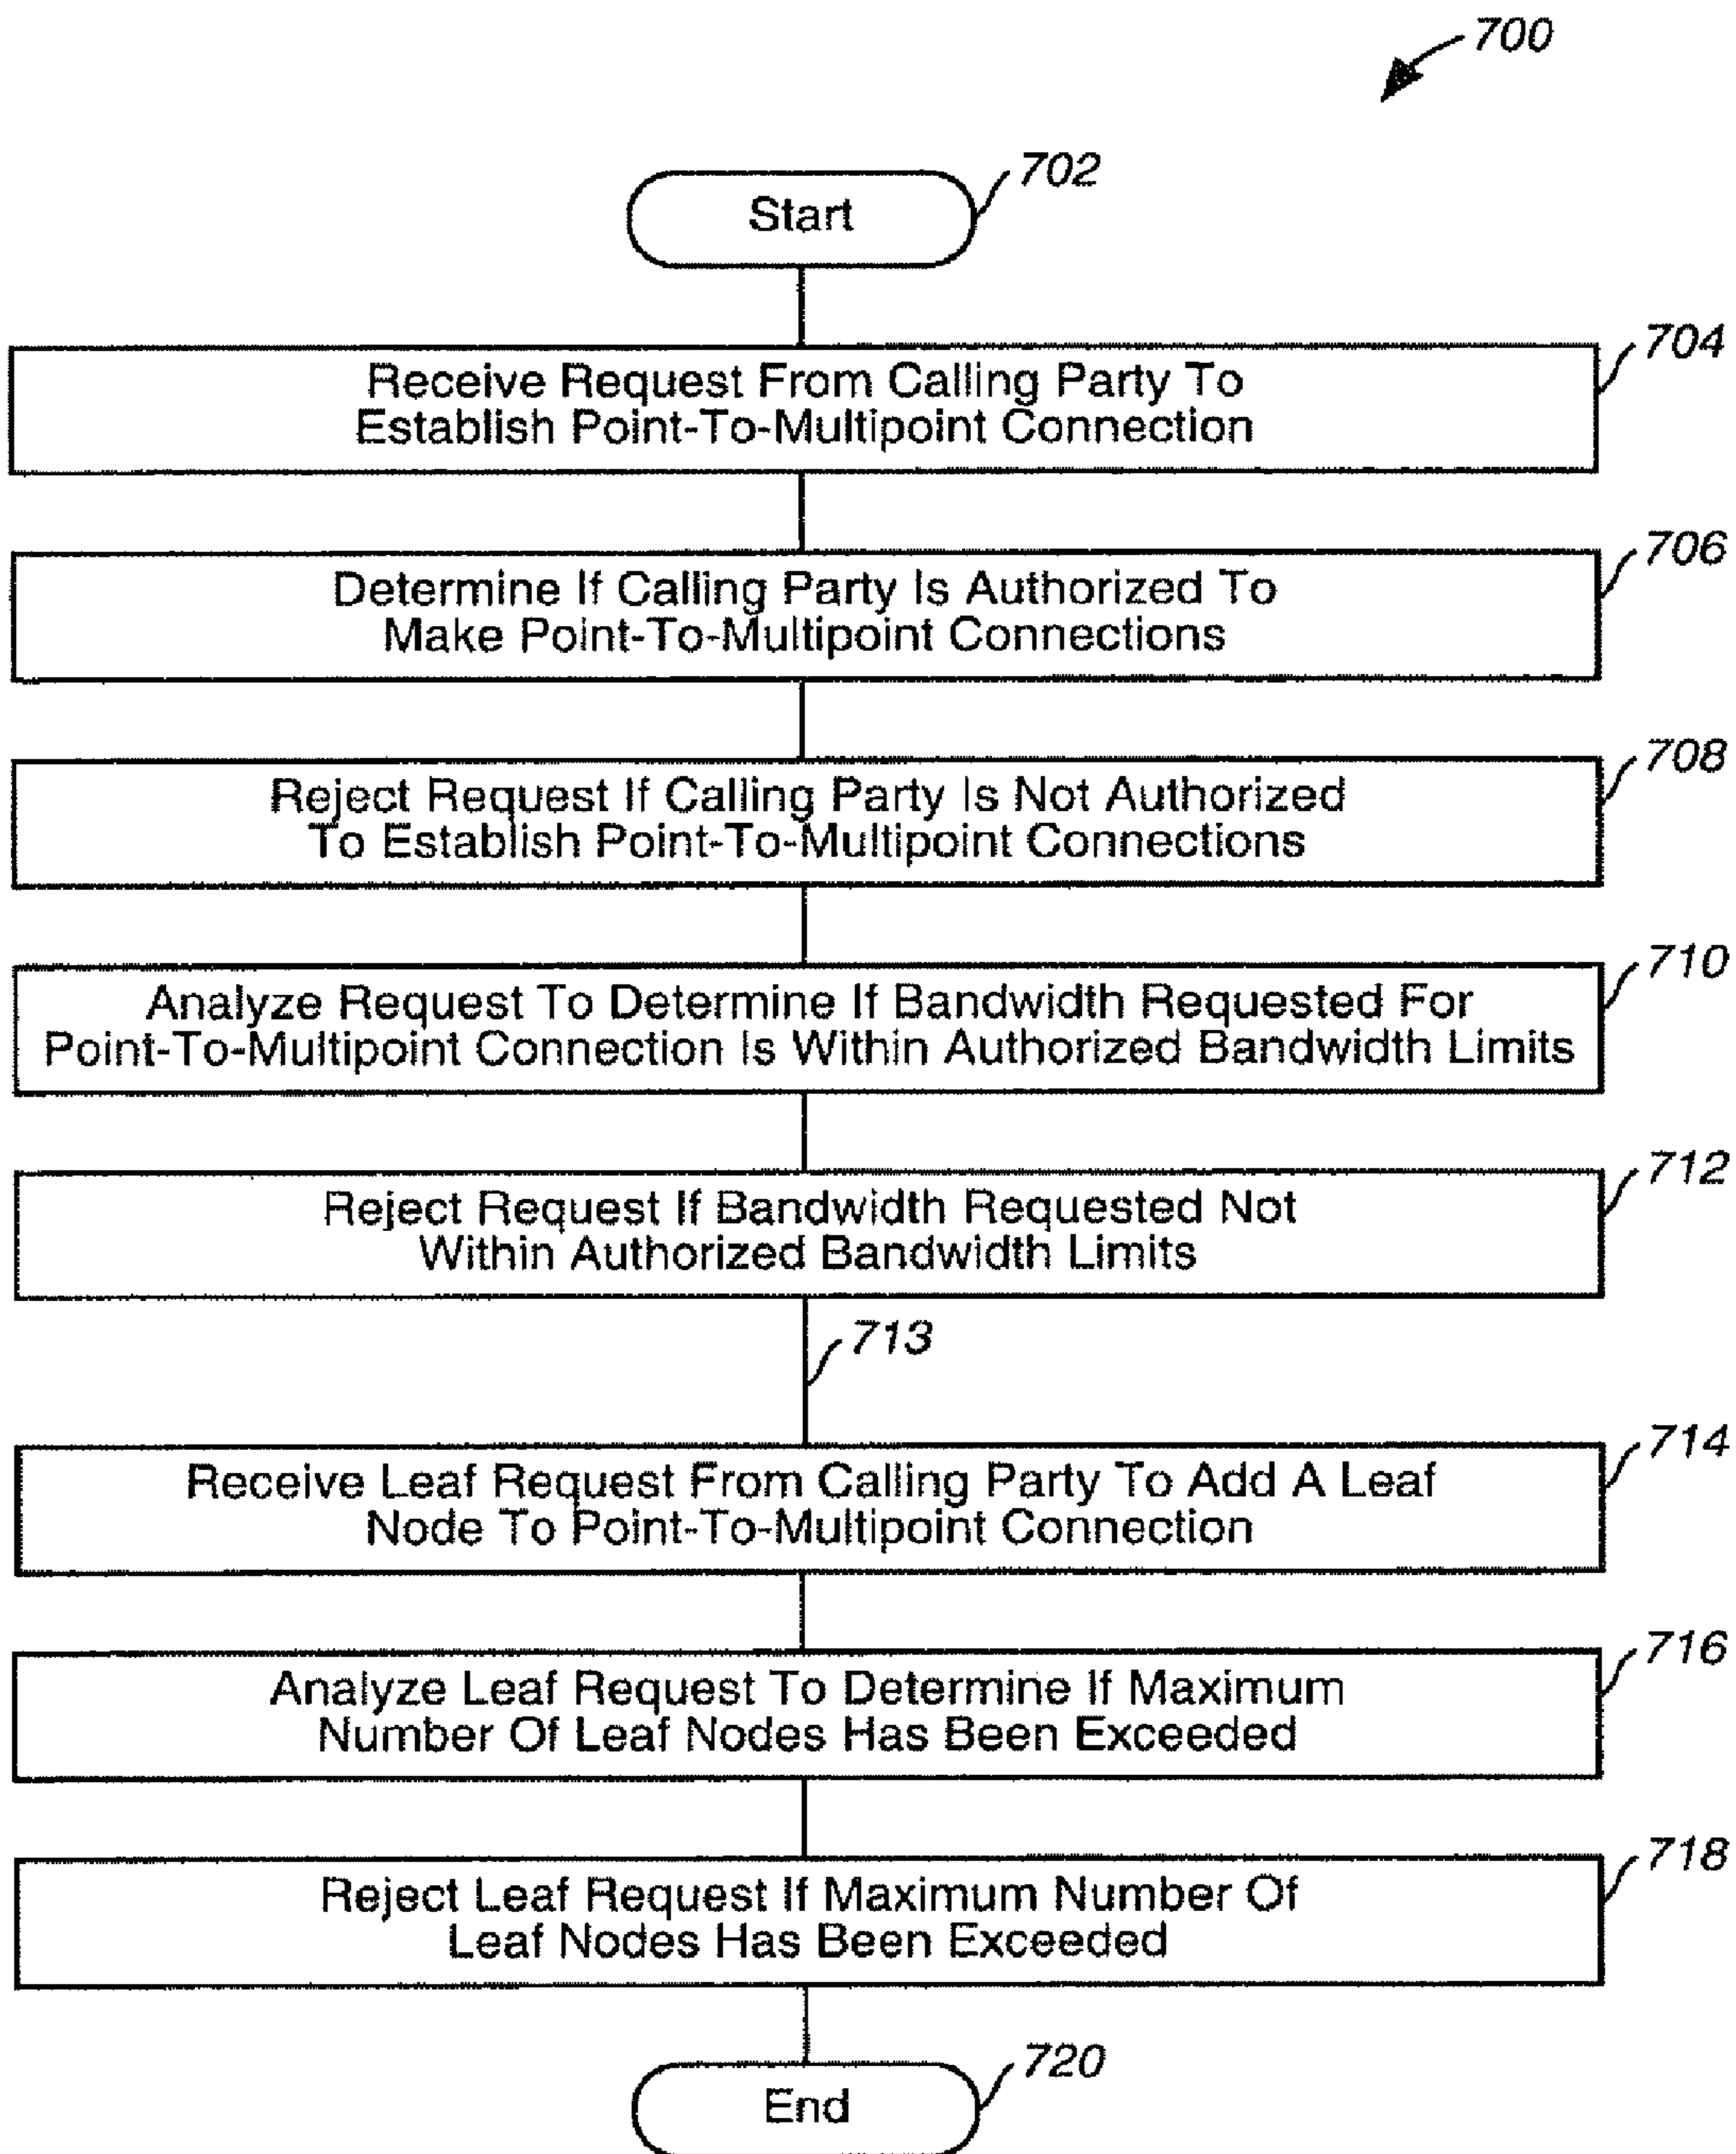 700
Start
702
Receive Request From Calling Party To
Establish Point-To-Multipoint Connection
704
Determine If Calling Party Is Authorized To
Make Point-To-Multipoint Connections
706
Reject Request If Calling Party Is Not Authorized
To Establish Point-To-Multipoint Connections
708
Analyze Request To Determine If Bandwidth Requested For
Point-To-Multipoint Connection Is Within Authorized Bandwidth Limits
710
Reject Request If Bandwidth Requested Not
Within Authorized Bandwidth Limits
712
713
Receive Leaf Request From Calling Party To Add A Leaf
Node To Point-To-Multipoint Connection
714
Analyze Leaf Request To Determine If Maximum
Number Of Leaf Nodes Has Been Exceeded
716
Reject Leaf Request If Maximum Number Of
Leaf Nodes Has Been Exceeded
718
End
720